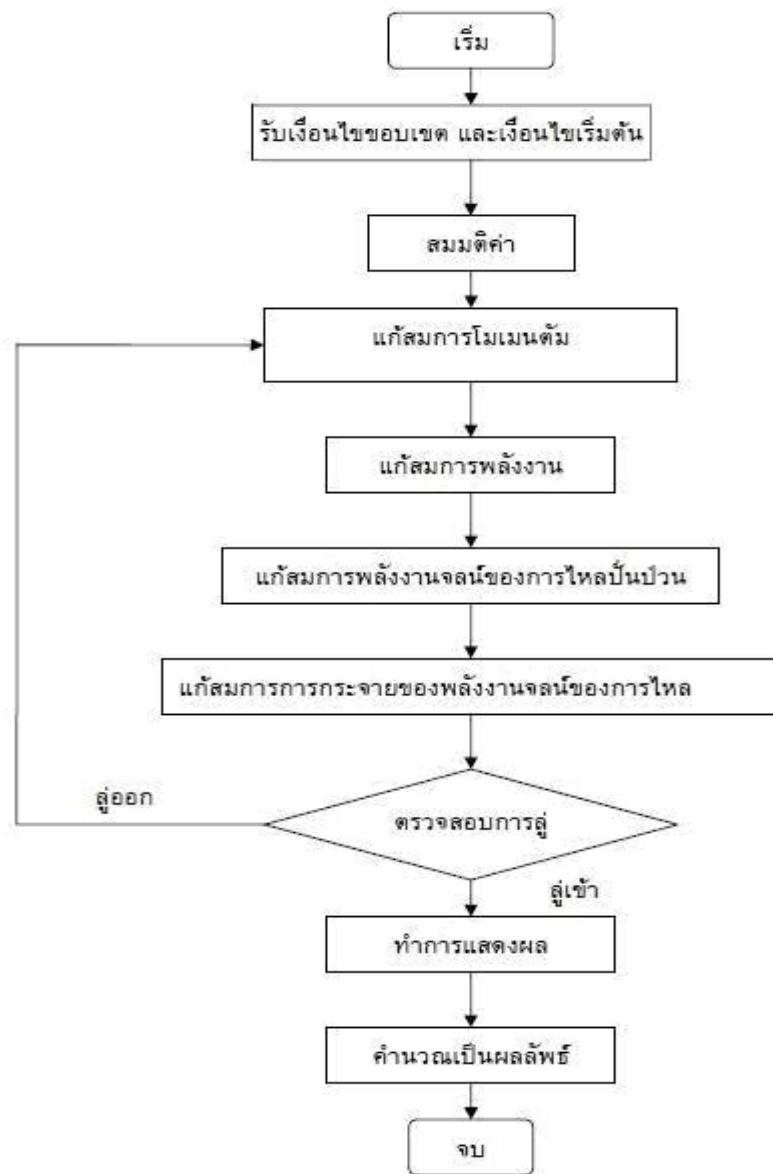 เริ่ม
รับเงื่อนไขขอบเขต และเงื่อนไขเริ่มต้น
สมมติค่า
แก้สมการโมเมนตัม
แก้สมการพลังงาน
แก้สมการพลังงานจลน์ของการไหลปั่นป่วน
แก้สมการการกระจายของพลังงานจลน์ของการไหล
ลู่ออก
ตรวจสอบการลู่
ลู่เข้า
ทำการแสดงผล
คำนวณเป็นผลลัพธ์
จบ